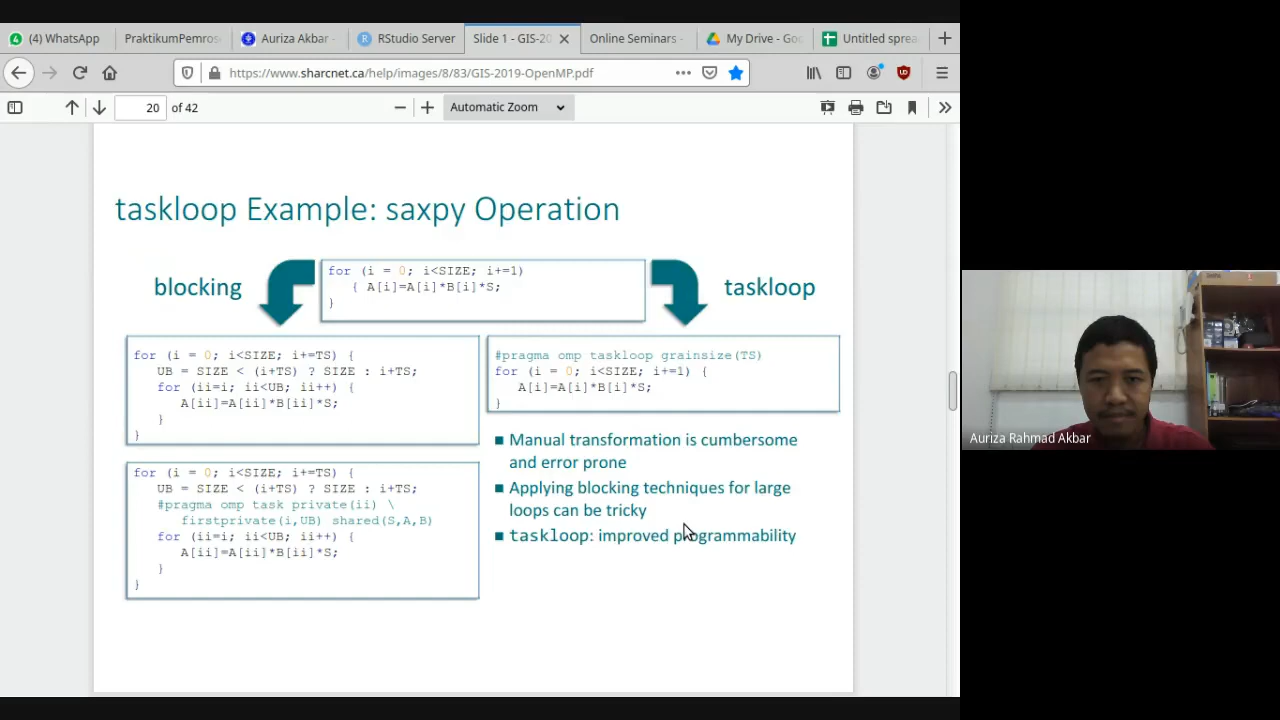 (4) WhatsApp
PraktikumPemros
Auriza Akbar
RStudio Server
Slide 1 - GIS-20
Online Seminars -
My Drive - Goo
Untitled sprea
https://www.sharcnet.ca/help/images/8/83/GIS-2019-OpenMP.pdf
20 of 42
Automatic Zoom
taskloop Example: saxpy Operation
blocking
for (i = 0; i<SIZE; i+=1)
{ A[i]=A[i]*B[i]*S;
}
taskloop
for (i = 0; i<SIZE; i+=TS) {
UB = SIZE < (i+TS) ? SIZE : i+TS;
for (ii=i; ii<UB; ii++) {
A[ii]=A[ii]*B[ii]*S;
}
}
for (i = 0; i<SIZE; i+=TS) {
UB = SIZE < (i+TS) ? SIZE : i+TS;
#pragma omp task private(ii) \
firstprivate(i,UB) shared(S,A,B)
for (ii=i; ii<UB; ii++) {
A[ii]=A[ii]*B[ii]*S;
}
}
#pragma omp taskloop grainsize(TS)
for (i = 0; i<SIZE; i+=1) {
A[i]=A[i]*B[i]*S;
}
■ Manual transformation is cumbersome
and error prone
■ Applying blocking techniques for large
loops can be tricky
■ taskloop: improved programmability
Auriza Rahmad Akbar